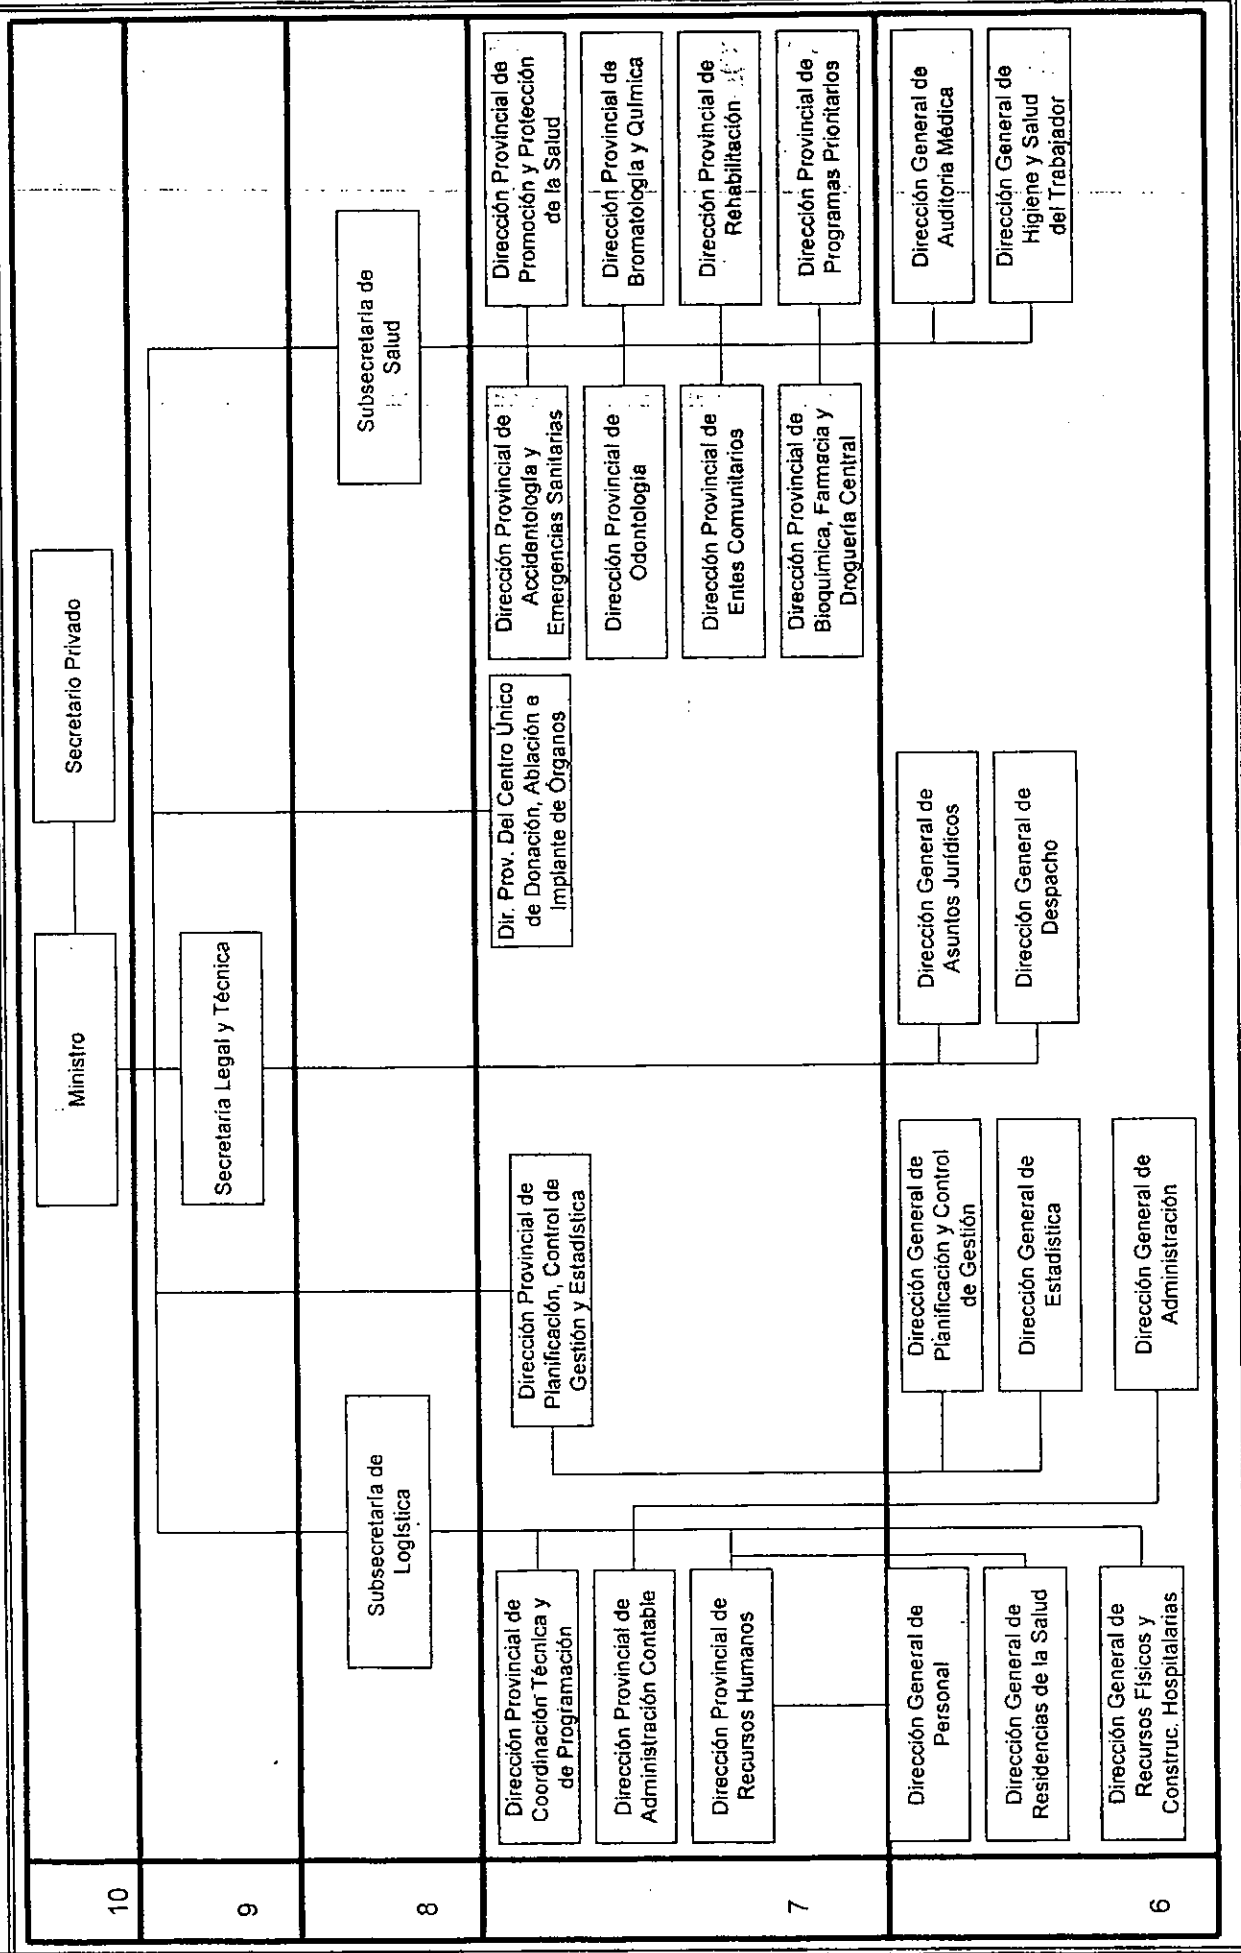 10
Ministro
Secretario Privado
9
Secretaría Legal y Técnica
8
Subsecretaría de
Logística
Subsecretaria de
Salud
7
Dirección Provincial de
Coordinación Técnica y
de Programación
Dirección Provincial de
Administración Contable
Dirección Provincial de
Recursos Humanos
Dirección Provincial de
Planificación, Control de
Gestión y Estadística
Dir. Prov. Del Centro Unico
de Donación, Ablación e
Implante de Órganos
Dirección Provincial de
Accidentología y
Emergencias Sanitarias
Dirección Provincial de
Odontologia
Dirección Provincial de
Entes Comunitarios
Dirección Provincial de
Bioquímica, Farmacia y
Droguería Central
Dirección Provincial de
Promoción y Protección
de la Salud
Dirección Provincial de
Bromatología y Química
Dirección Provincial de
Rehabilitación
Dirección Provincial de
Programas Prioritarios
6
Dirección General de
Personal
Dirección General de
Residencias de la Salud
Dirección General de
Recursos Físicos y
Construc. Hospitalarias
Dirección General de
Planificación y Control
de Gestión
Dirección General de
Estadística
Dirección General de
Administración
Dirección General de
Asuntos Jurídicos
Dirección General de
Despacho
Dirección General de
Auditoria Médica
Dirección General de
Higiene y Salud
del Trabajador